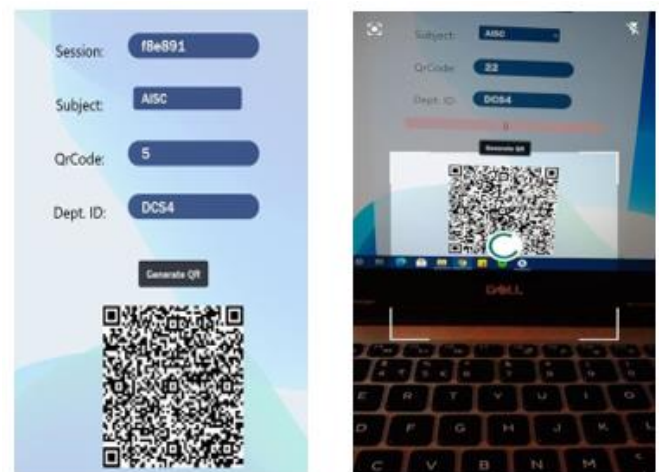 Session: f8e891
Subject: AISC
QrCode: 5
Dept. ID: DCS4
Generate QR
Subject: AISC
QrCode: 22
Dept. ID: DCS4
Generate QR
DELL
E R T Y U I O
D F G H J K L
C V B N M